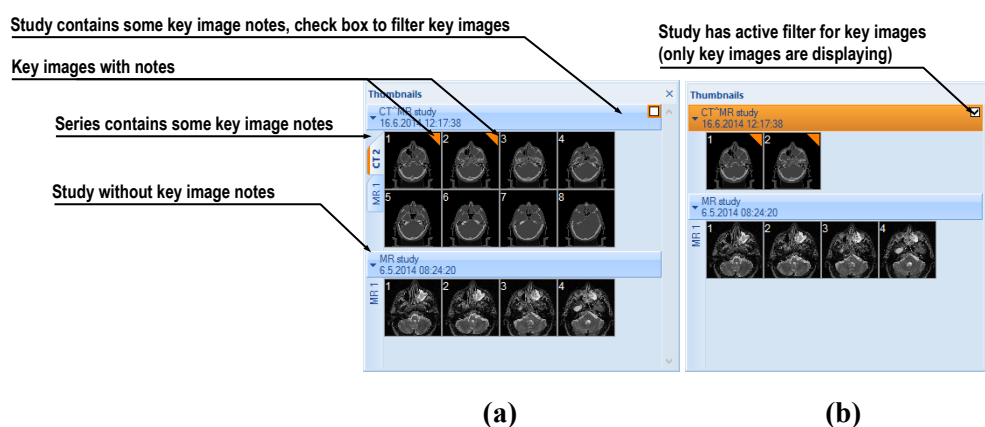 Study contains some key image notes, check box to filter key images
Key images with notes
Series contains some key image notes
Study without key image notes
Thumbnails
CT^MR study
16.6.2014 12:17:38
CT 2
MR 1
1 2 3 4
5 6 7 8
MR study
6.5.2014 08:24:20
MR 1
1 2 3 4
(a)
Study has active filter for key images
(only key images are displaying)
Thumbnails
CT^MR study
16.6.2014 12:17:38
1 2
MR study
6.5.2014 08:24:20
MR 1
1 2 3 4
(b)